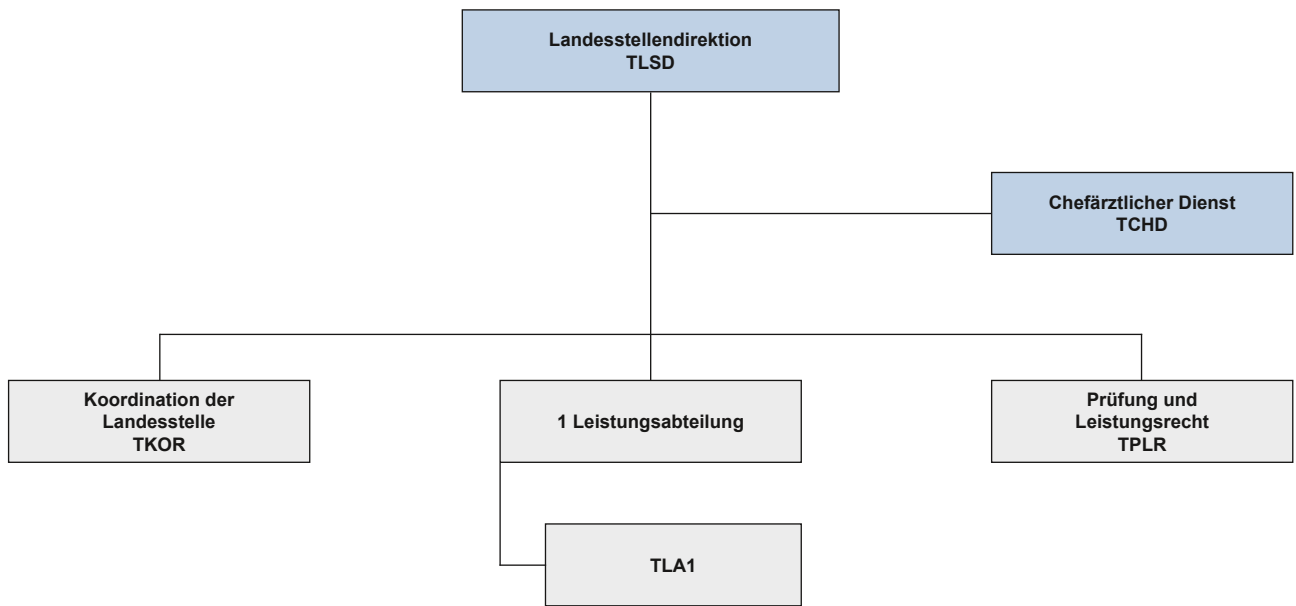 Landesstellendirektion
TLSD
Chefärztlicher Dienst
TCHD
Koordination der
Landesstelle
TKOR
1 Leistungsabteilung
Prüfung und
Leistungsrecht
TPLR
TLA1